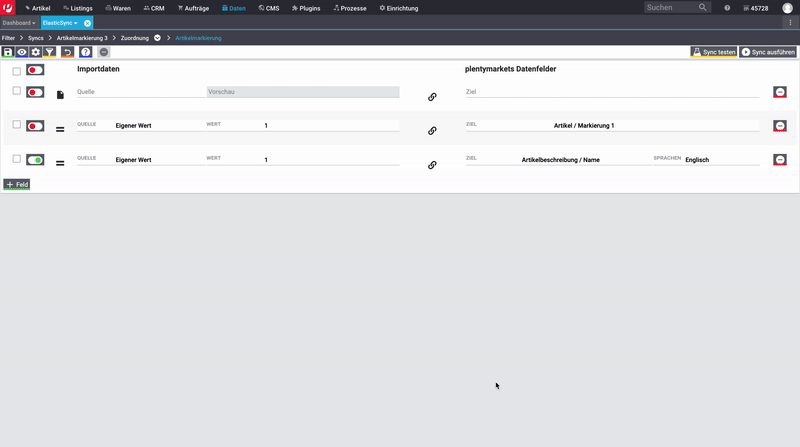 Artikel Listings Waren CRM Aufträge Daten CMS Plugins Prozesse Einrichtung Suchen 45728
Dashboard ElasticSync
Filter Syncs Artikelmarkierung 3 Zuordnung Artikelmarkierung
Sync testen Sync ausführen
Importdaten plentymarkets Datenfelder
Quelle Vorschau Ziel
QUELLE Eigener Wert WERT 1 ZIEL Artikel / Markierung 1
QUELLE Eigener Wert WERT 1 ZIEL Artikelbeschreibung / Name SPRACHEN Englisch
+ Feld